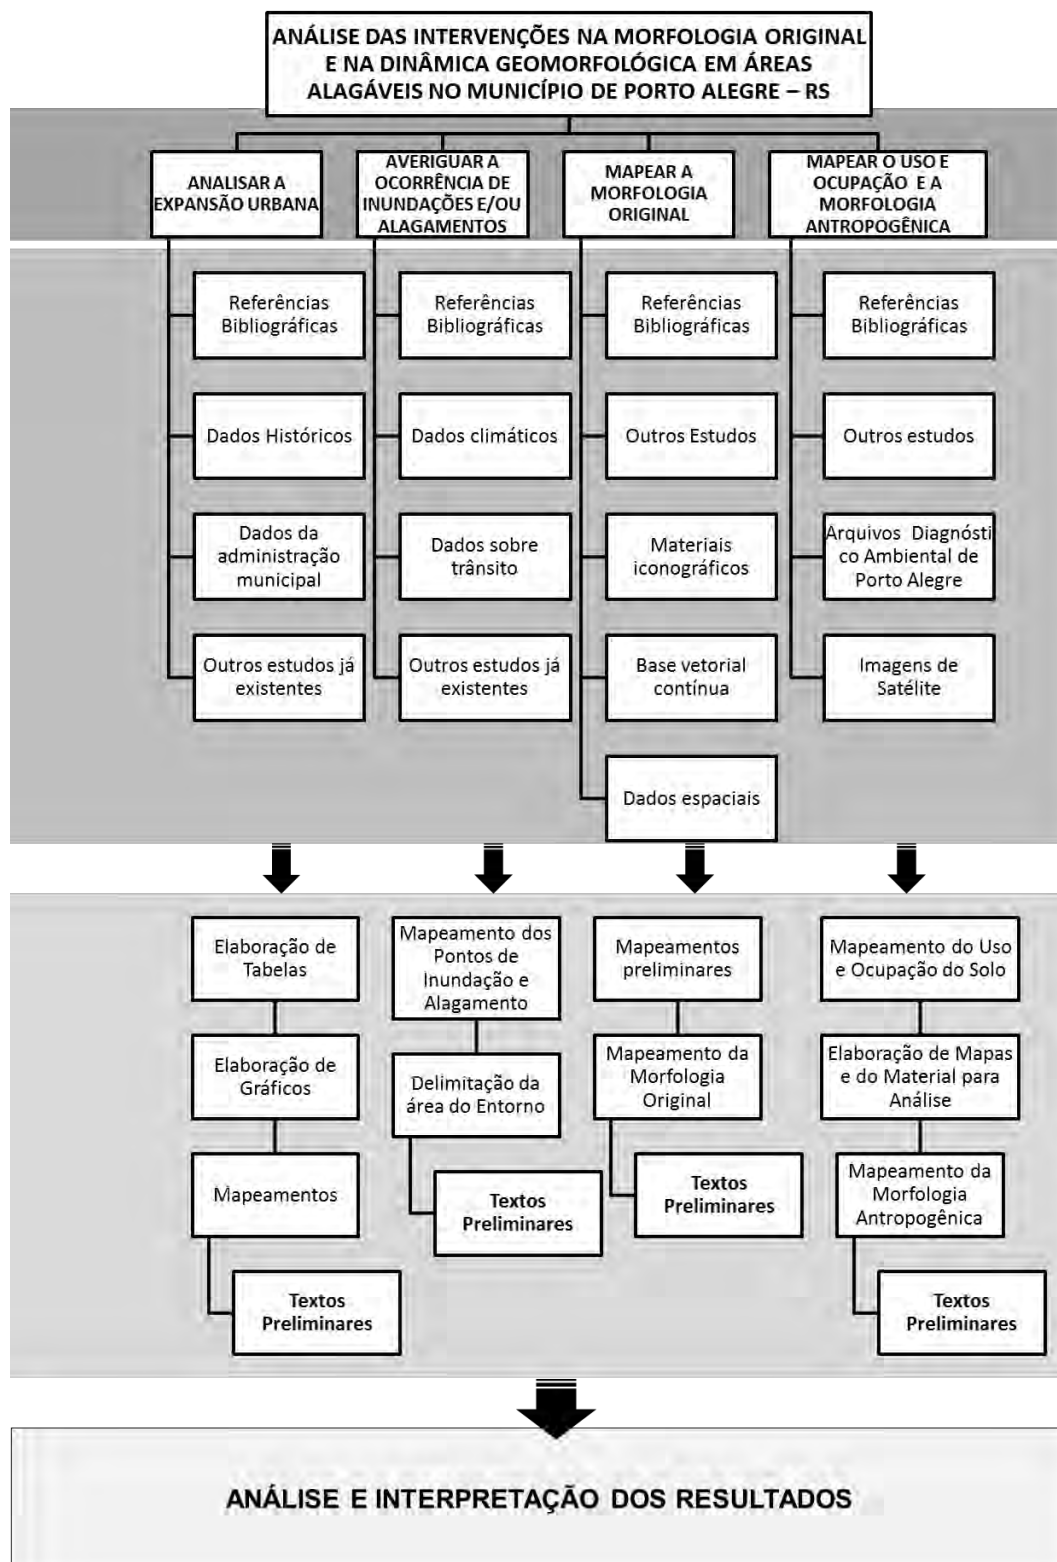 ANÁLISE DAS INTERVENÇÕES NA MORFOLOGIA ORIGINAL
E NA DINÂMICA GEOMORFOLÓGICA EM ÁREAS
ALAGÁVEIS NO MUNICÍPIO DE PORTO ALEGRE – RS
ANALISAR A
EXPANSÃO URBANA
AVERIGUAR A
OCORRÊNCIA DE
INUNDAÇÕES E/OU
ALAGAMENTOS
MAPEAR A
MORFOLOGIA
ORIGINAL
MAPEAR O USO E
OCUPAÇÃO E A
MORFOLOGIA
ANTROPOGÊNICA
Referências
Bibliográficas
Referências
Bibliográficas
Referências
Bibliográficas
Referências
Bibliográficas
Dados Históricos
Dados climáticos
Outros Estudos
Outros estudos
Dados da
administração
municipal
Dados sobre
trânsito
Materiais
iconográficos
Arquivos Diagnósti
co Ambiental de
Porto Alegre
Outros estudos já
existentes
Outros estudos já
existentes
Base vetorial
contínua
Imagens de
Satélite
Dados espaciais
Elaboração de
Tabelas
Mapeamento dos
Pontos de
Inundação e
Alagamento
Mapeamentos
preliminares
Mapeamento do Uso
e Ocupação do Solo
Elaboração de
Gráficos
Delimitação da
área do Entorno
Mapeamento da
Morfologia
Original
Elaboração de Mapas
e do Material para
Análise
Mapeamentos
Textos
Preliminares
Textos
Preliminares
Mapeamento da
Morfologia
Antropogênica
Textos
Preliminares
Textos
Preliminares
ANÁLISE E INTERPRETAÇÃO DOS RESULTADOS